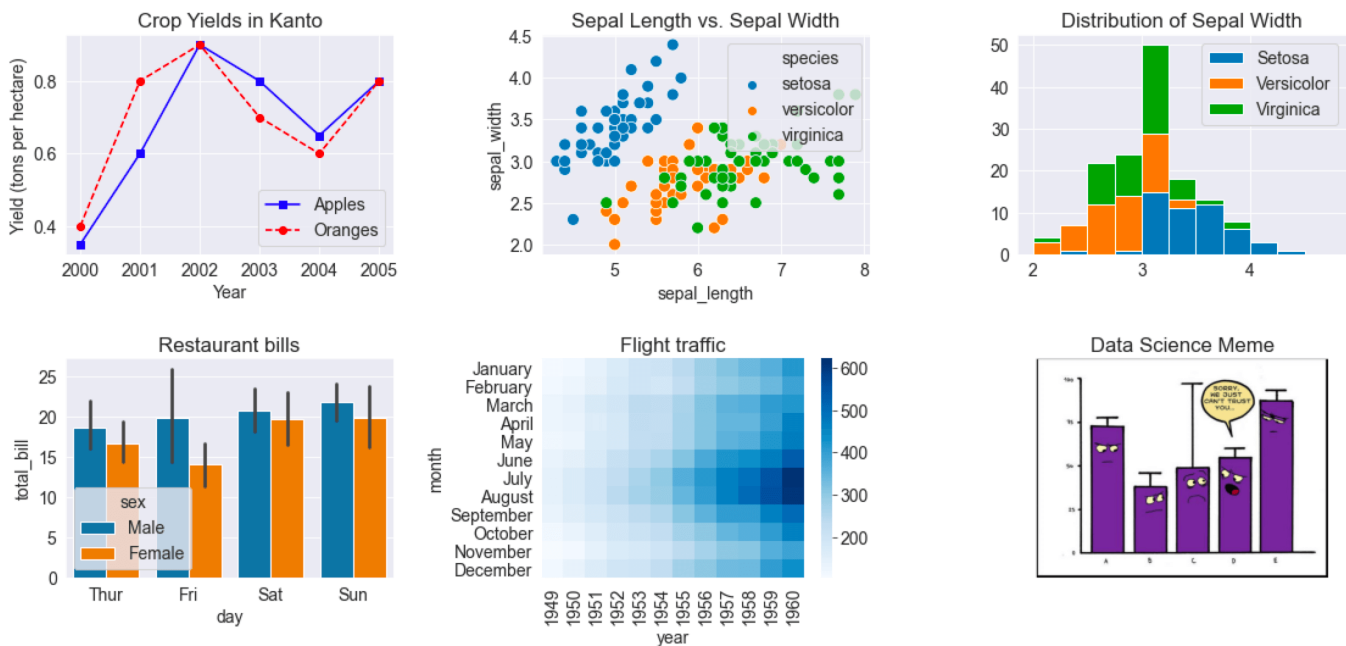 Crop Yields in Kanto
Yield (tons per hectare)
0.8
0.6
0.4
Apples
Oranges
2000 2001 2002 2003 2004 2005
Year
Sepal Length vs. Sepal Width
sepal_width
4.5
4.0
3.5
3.0
2.5
2.0
species
setosa
versicolor
virginica
5 6 7 8
sepal_length
Distribution of Sepal Width
50
40
30
20
10
0
Setosa
Versicolor
Virginica
2 3 4
Restaurant bills
total_bill
25
20
15
10
5
0
sex
Male
Female
Thur Fri Sat Sun
day
Flight traffic
month
January
February
March
April
May
June
July
August
September
October
November
December
1949 1950 1951 1952 1953 1954 1955 1956 1957 1958 1959 1960
year
600
500
400
300
200
Data Science Meme
SORRY,
WE JUST
CAN'T TRUST
YOU...
0
A B C D E